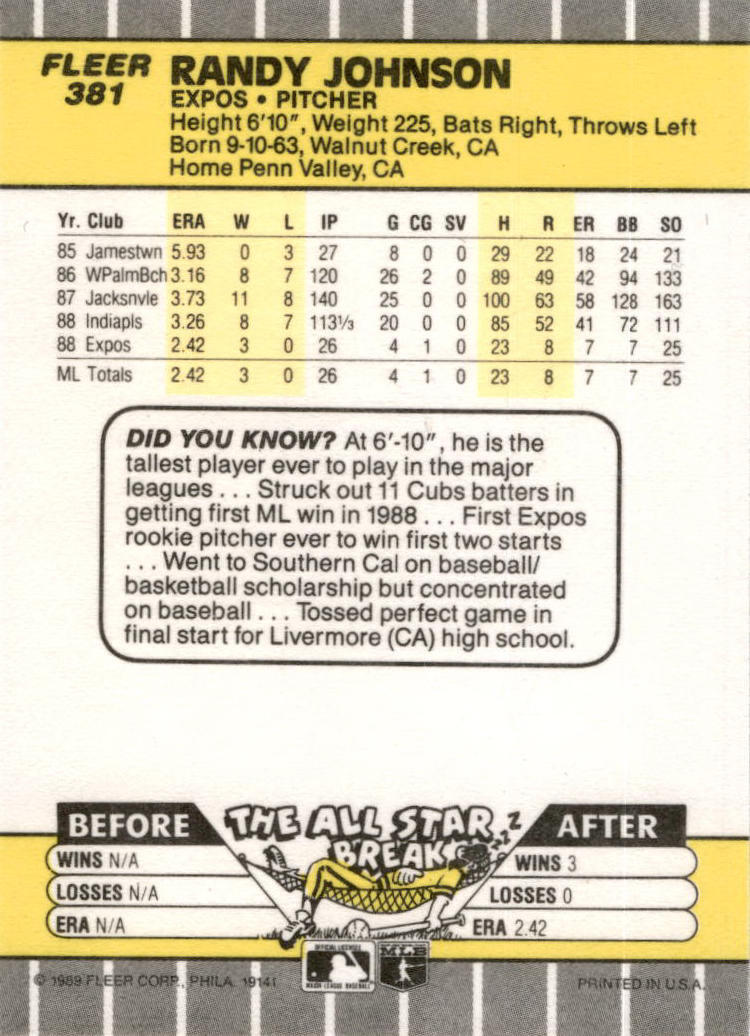 FLEER RANDY JOHNSON
381 EXPOS • PITCHER
Height 6'10", Weight 225, Bats Right, Throws Left
Born 9-10-63, Walnut Creek, CA
Home Penn Valley, CA
Yr. Club ERA W L IP G CG SV H R ER BB SO
85 Jamestwn 5.93 0 3 27 8 0 0 29 22 18 24 21
86 WPalmBch 3.16 8 7 120 26 2 0 89 49 42 94 133
87 Jacksnvle 3.73 11 8 140 25 0 0 100 63 58 128 163
88 Indiapls 3.26 8 7 113⅓ 20 0 0 85 52 41 72 111
88 Expos 2.42 3 0 26 4 1 0 23 8 7 7 25
ML Totals 2.42 3 0 26 4 1 0 23 8 7 7 25
DID YOU KNOW? At 6'-10", he is the
tallest player ever to play in the major
leagues . . . Struck out 11 Cubs batters in
getting first ML win in 1988 . . . First Expos
rookie pitcher ever to win first two starts
. . . Went to Southern Cal on baseball/
basketball scholarship but concentrated
on baseball . . . Tossed perfect game in
final start for Livermore (CA) high school.
BEFORE THE ALL STAR BREAK ZZZ AFTER
WINS N/A WINS 3
LOSSES N/A LOSSES 0
ERA N/A ERA 2.42
OFFICIAL LICENSEE MLB
MAJOR LEAGUE BASEBALL
© 1989 FLEER CORP., PHILA. 19141 PRINTED IN U.S.A.